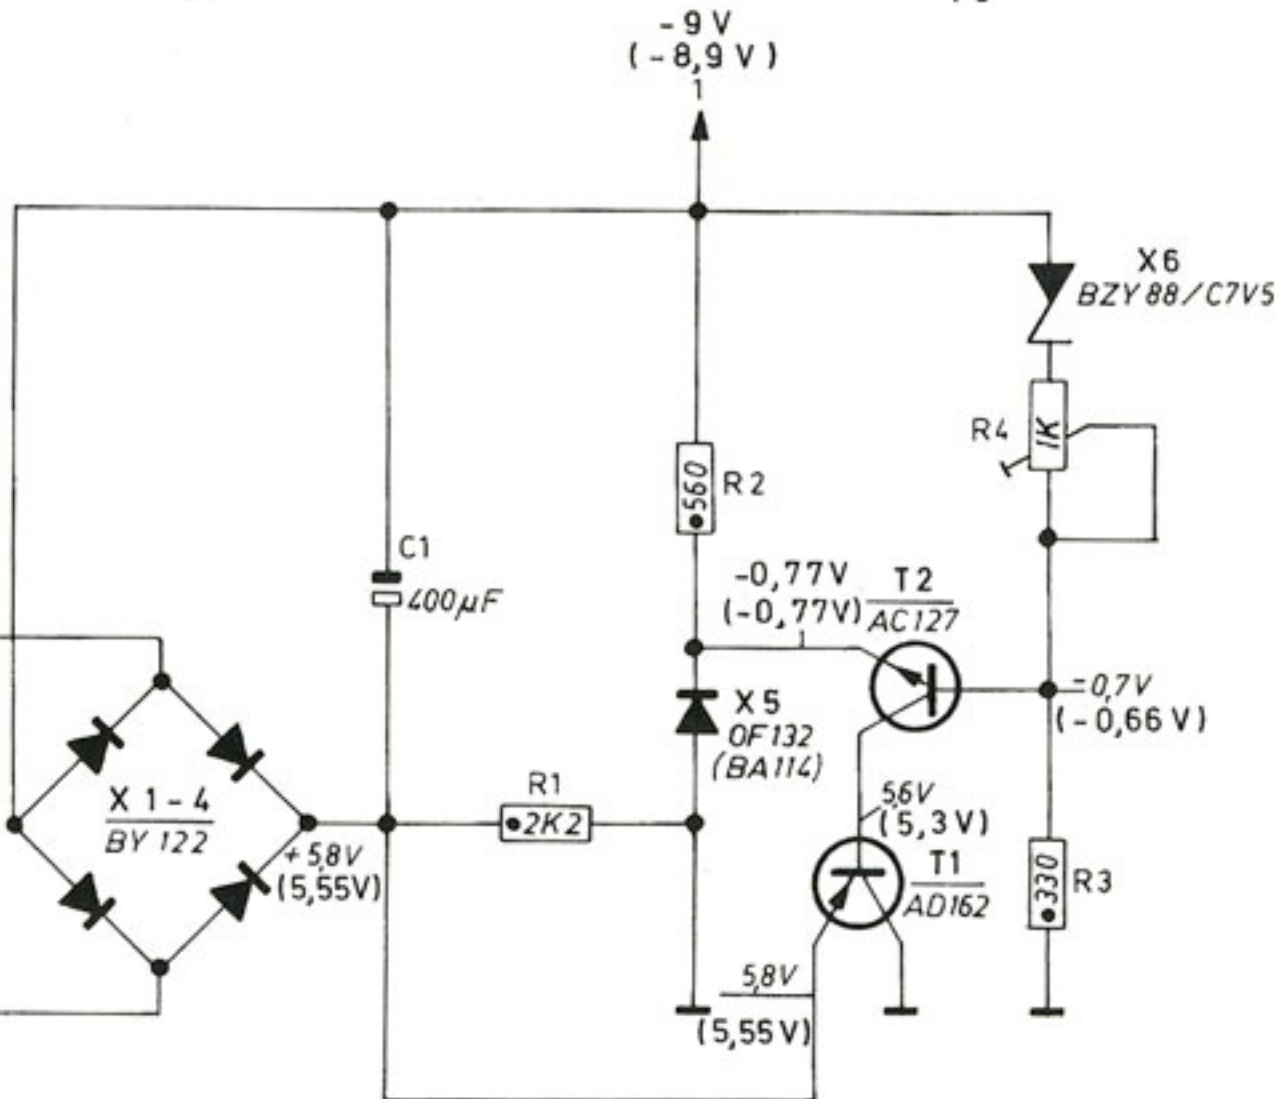 -9 V
(-8,9 V)
1
X6
BZY 88/C7V5
R4
1K
560
R2
C1
400µF
-0,77V
(-0,77V)
T2
AC127
-0,7V
(-0,66 V)
X5
OF132
(BA114)
R1
2K2
X 1-4
BY 122
+5,8V
(5,55V)
5,6V
(5,3V)
T1
AD162
330
R3
5,8V
(5,55V)